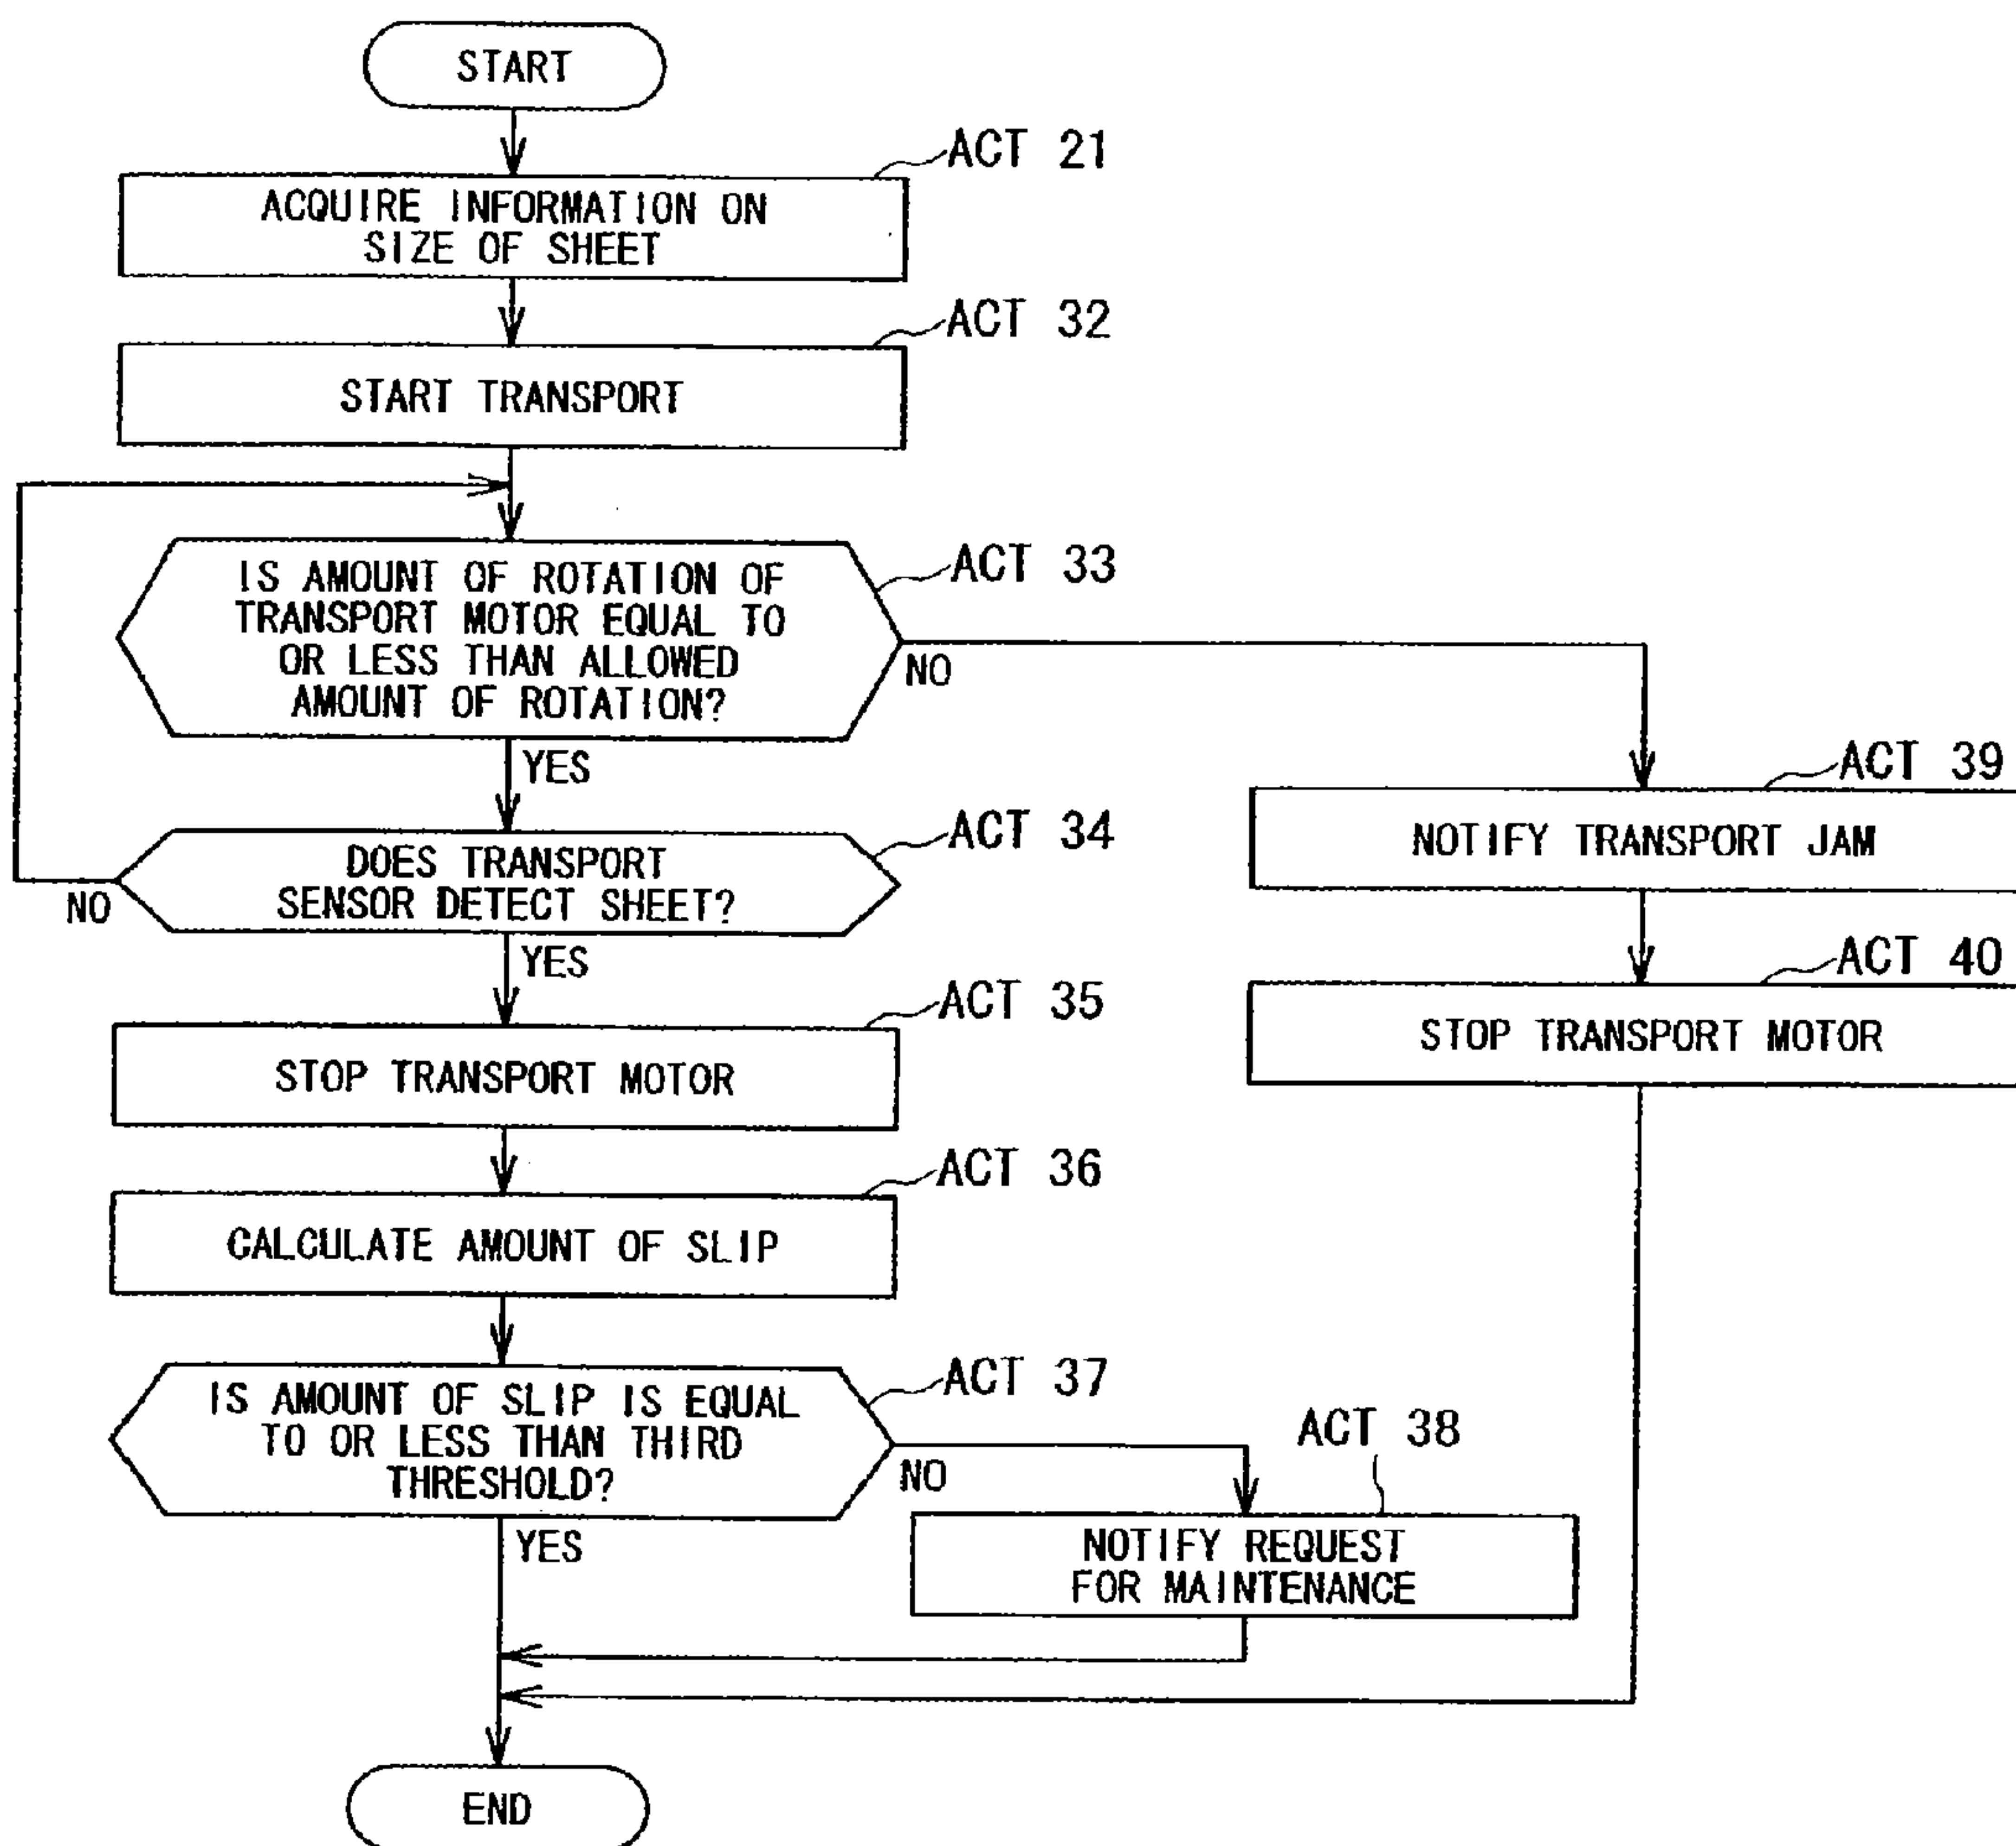 START
ACT 21
ACQUIRE INFORMATION ON
SIZE OF SHEET
ACT 32
START TRANSPORT
ACT 33
IS AMOUNT OF ROTATION OF
TRANSPORT MOTOR EQUAL TO
OR LESS THAN ALLOWED
AMOUNT OF ROTATION?
NO
YES
ACT 34
DOES TRANSPORT
SENSOR DETECT SHEET?
NO
YES
ACT 35
STOP TRANSPORT MOTOR
ACT 36
CALCULATE AMOUNT OF SLIP
ACT 37
IS AMOUNT OF SLIP IS EQUAL
TO OR LESS THAN THIRD
THRESHOLD?
NO
YES
ACT 38
NOTIFY REQUEST
FOR MAINTENANCE
ACT 39
NOTIFY TRANSPORT JAM
ACT 40
STOP TRANSPORT MOTOR
END